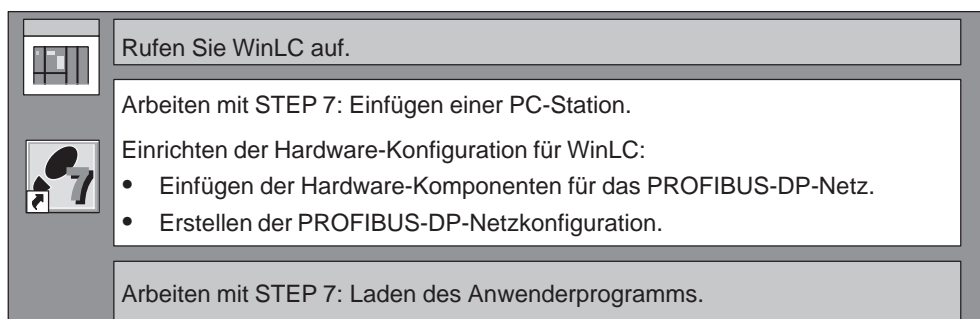 Rufen Sie WinLC auf.
Arbeiten mit STEP 7: Einfügen einer PC-Station.
Einrichten der Hardware-Konfiguration für WinLC:
• Einfügen der Hardware-Komponenten für das PROFIBUS-DP-Netz.
• Erstellen der PROFIBUS-DP-Netzkonfiguration.
7
Arbeiten mit STEP 7: Laden des Anwenderprogramms.